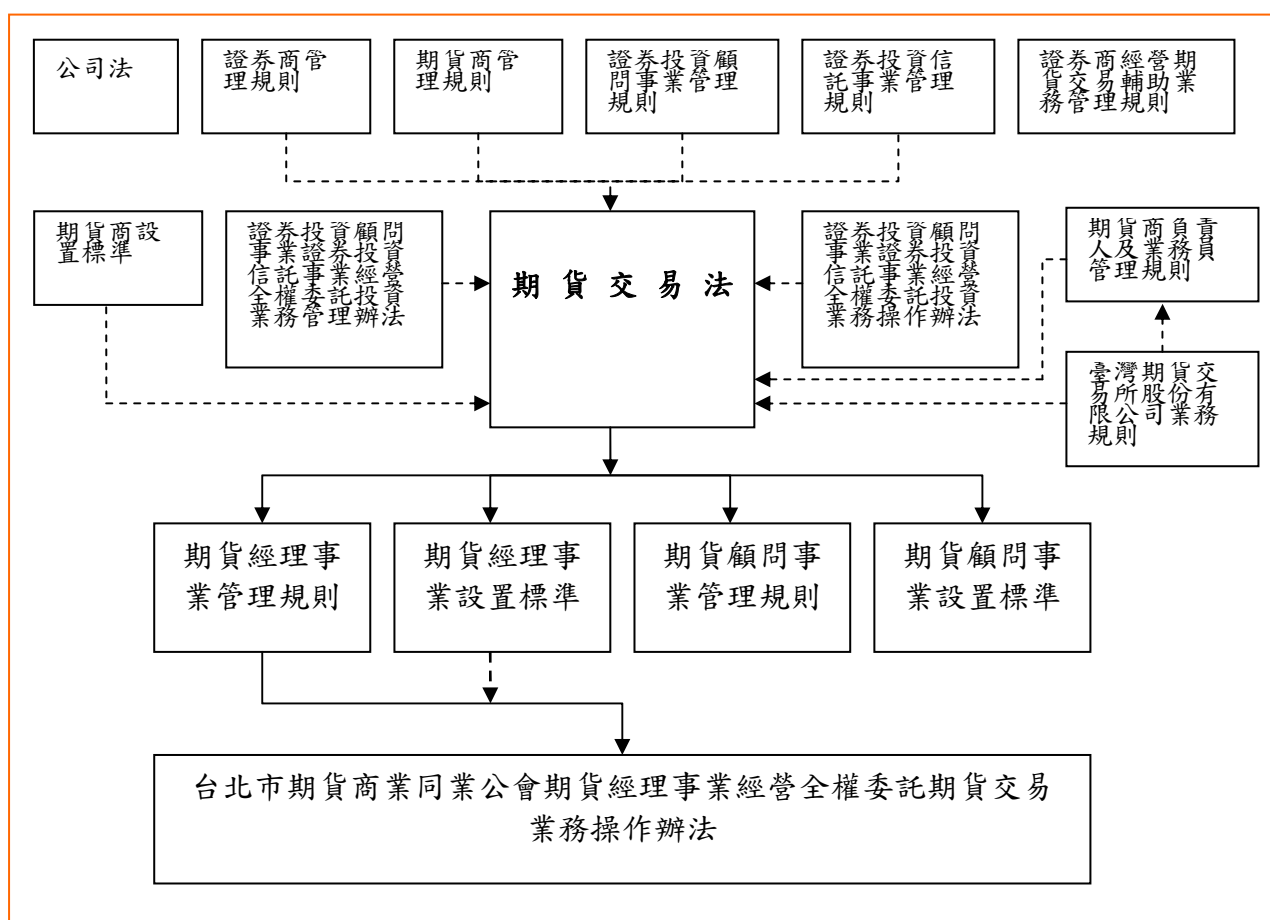 公司法
證券商管
理規則
期貨商管
理規則
證券投資顧
問事業管理
規則
證券投資信
託事業管理
規則
證券商經營期
貨交易輔助業
務管理規則
期貨商設
置標準
證券投資顧問
事業證券投資
信託事業經營
全權委託投資
業務管理辦法
期貨交易法
證券投資顧問
事業證券投資
信託事業經營
全權委託投資
業務操作辦法
期貨商負責
人及業務員
管理規則
臺灣期貨交
易所股份有
限公司業務
規則
期貨經理事
業管理規則
期貨經理事
業設置標準
期貨顧問事
業管理規則
期貨顧問事
業設置標準
台北市期貨商業同業公會期貨經理事業經營全權委託期貨交易
業務操作辦法